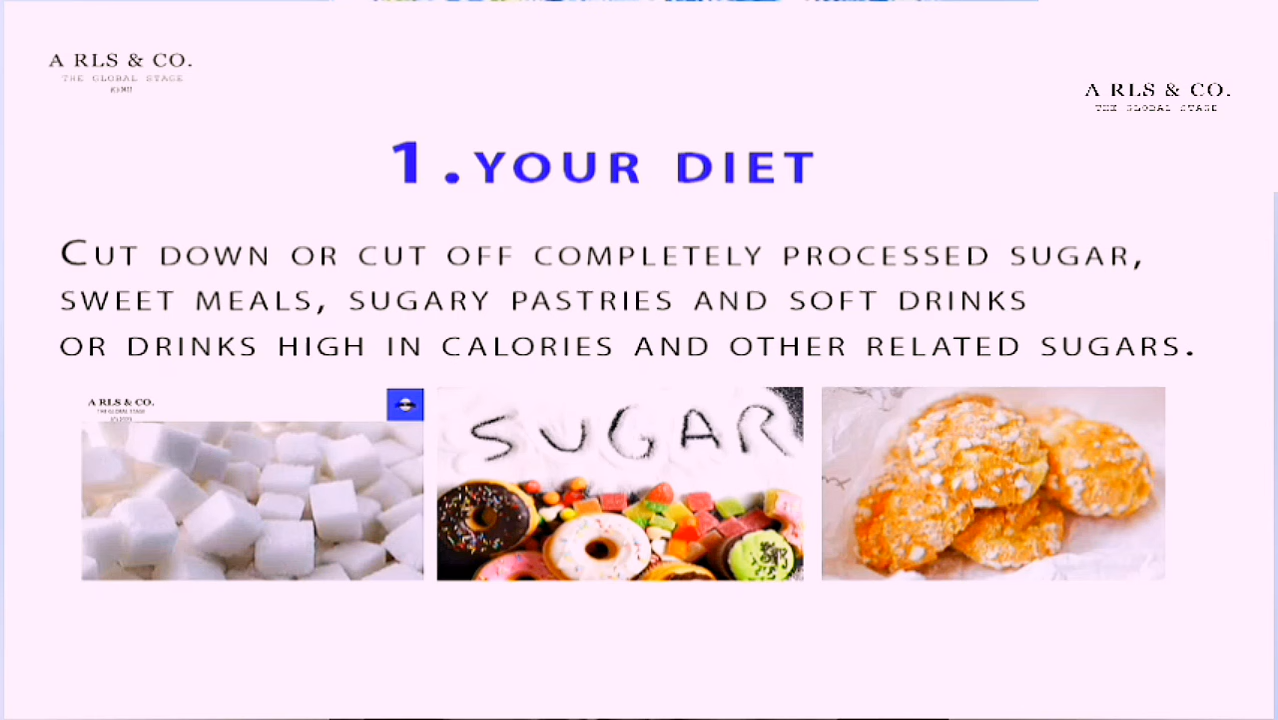 A RLS & CO.
THE GLOBAL STAGE
A RLS & CO.
THE GLOBAL STAGE
1. YOUR DIET
CUT DOWN OR CUT OFF COMPLETELY PROCESSED SUGAR,
SWEET MEALS, SUGARY PASTRIES AND SOFT DRINKS
OR DRINKS HIGH IN CALORIES AND OTHER RELATED SUGARS.
A RLS & CO.
THE GLOBAL STAGE
SUGAR